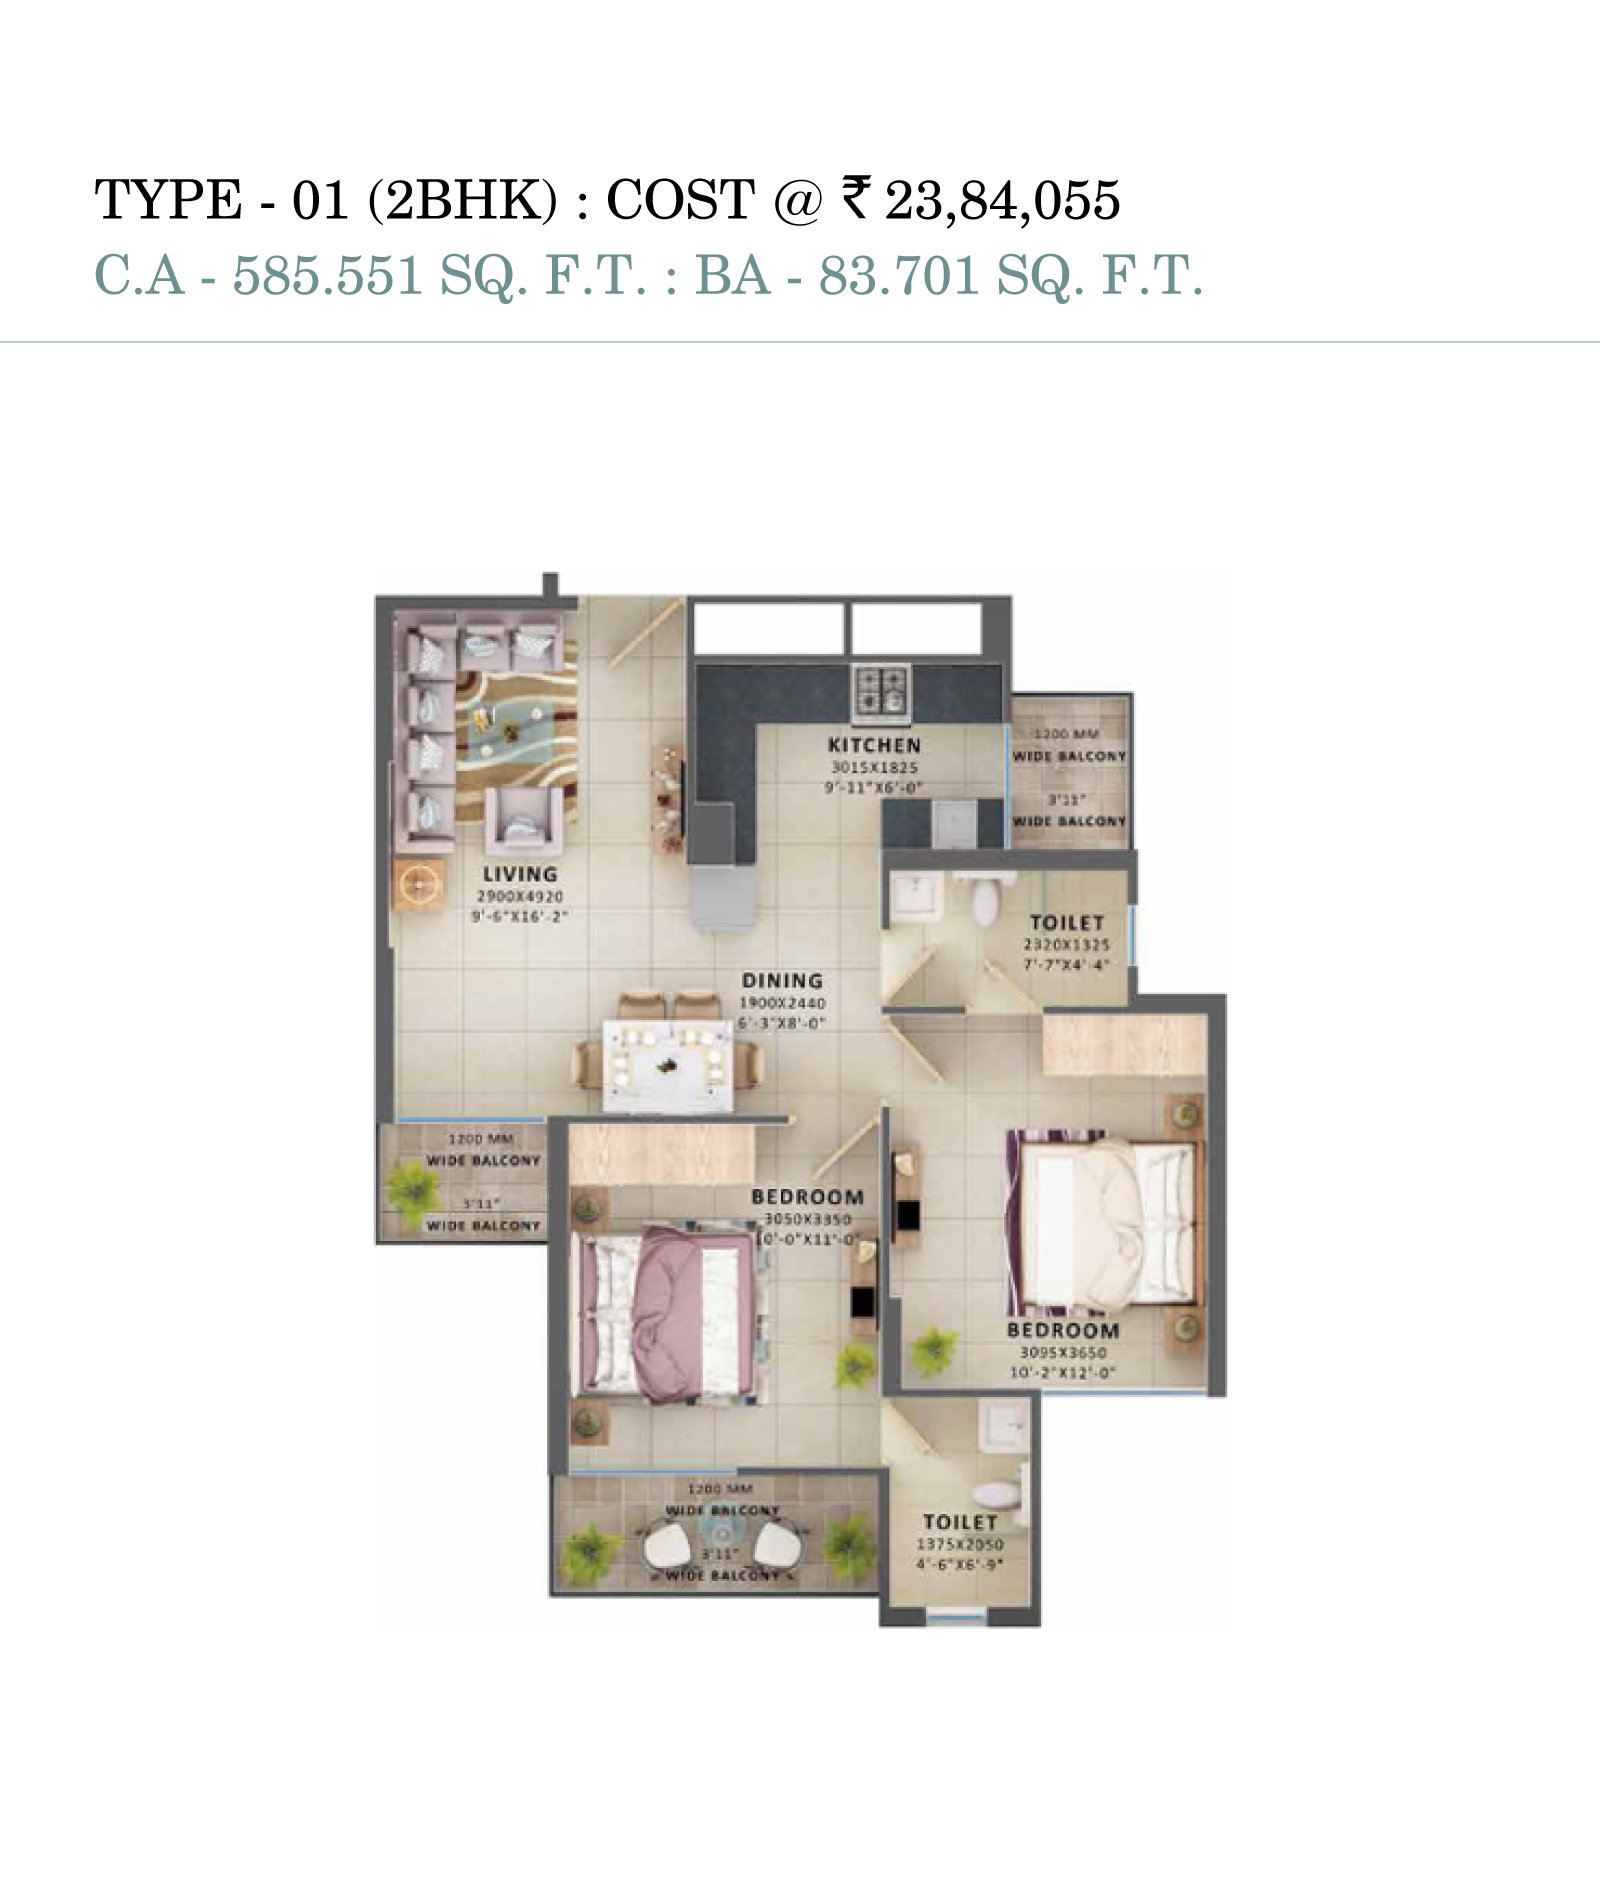 TYPE - 01 (2BHK) : COST @ ₹ 23,84,055
C.A - 585.551 SQ. F.T. : BA - 83.701 SQ. F.T.
KITCHEN
3015X1825
9'-11"X6'-0"
1200 MM
WIDE BALCONY
3'11"
WIDE BALCONY
LIVING
2900X4920
9'-6"X16'-2"
TOILET
2320X1325
7'-7"X4'-4"
DINING
1900X2440
6'-3"X8'-0"
1200 MM
WIDE BALCONY
3'11"
WIDE BALCONY
BEDROOM
3050X3350
10'-0"X11'-0"
BEDROOM
3095X3650
10'-2"X12'-0"
1200 MM
WIDE BALCONY
3'11"
WIDE BALCONY
TOILET
1375X2050
4'-6"X6'-9"